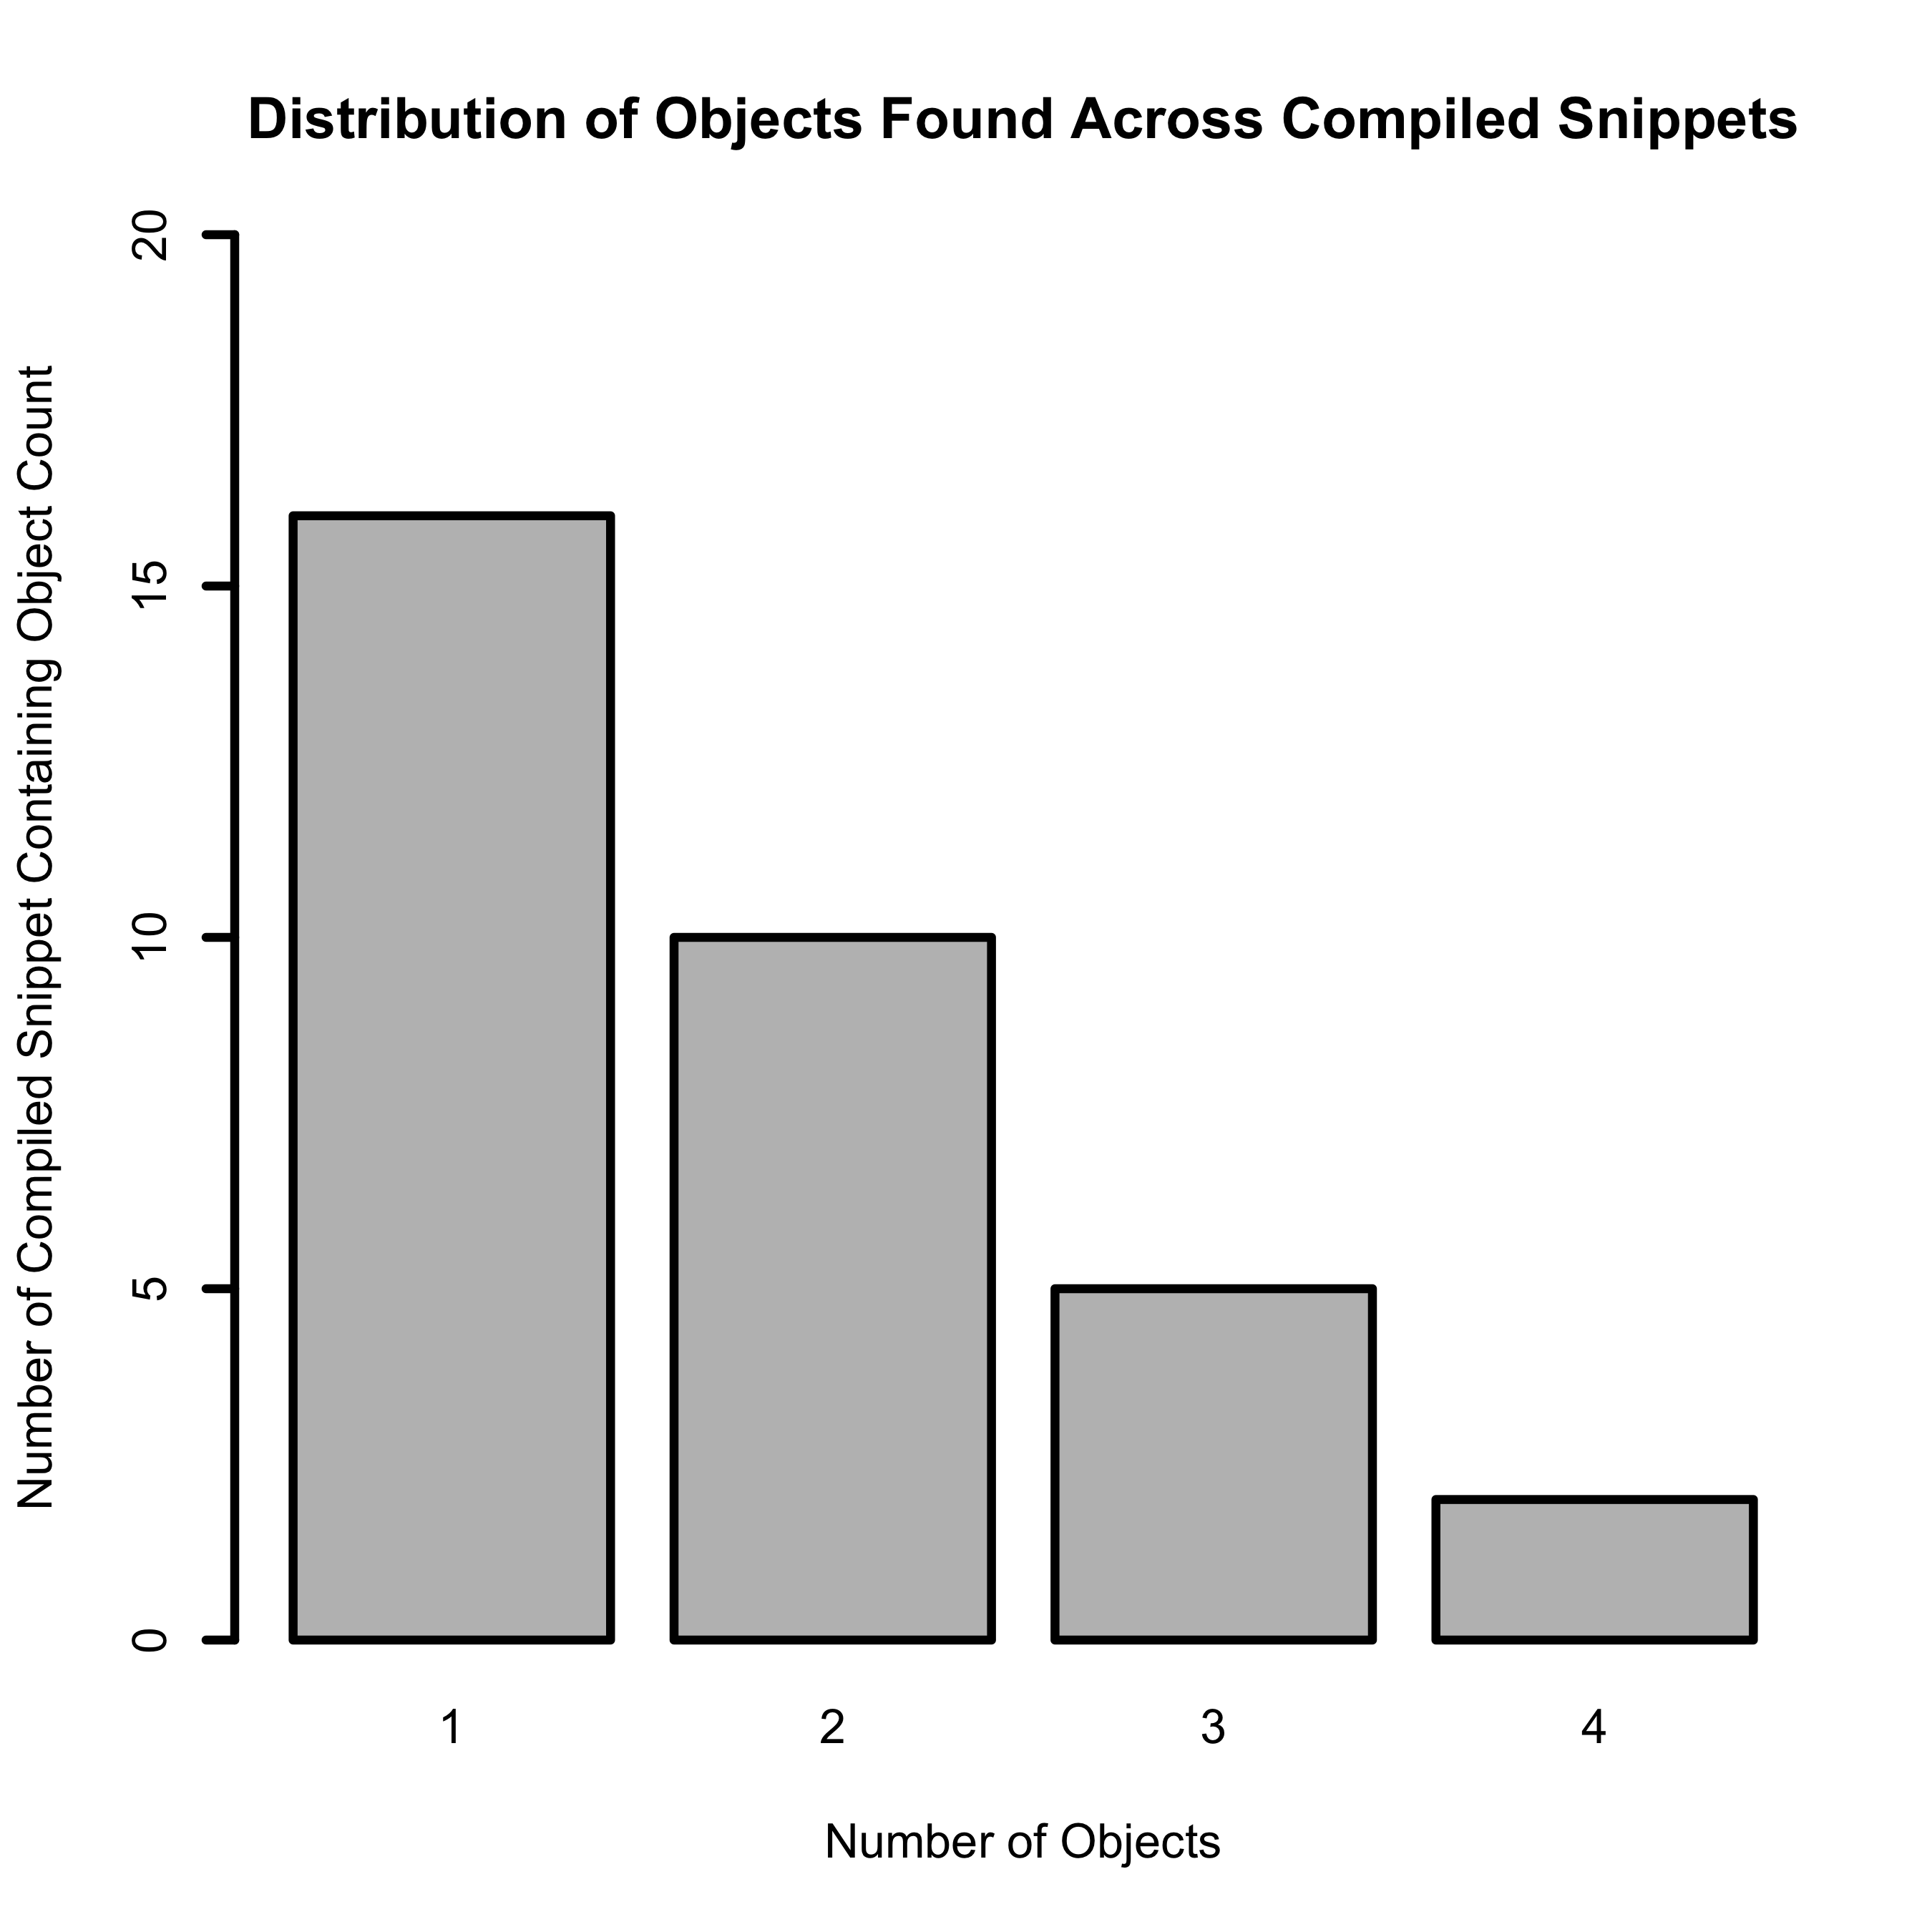 Distribution of Objects Found Across Compiled Snippets
Number of Compiled Snippet Containing Object Count
20
15
10
5
0
1 2 3 4
Number of Objects